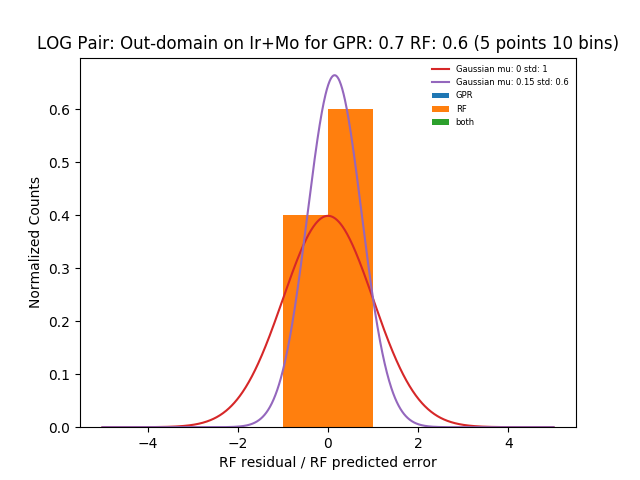 LOG Pair: Out-domain on Ir+Mo for GPR: 0.7 RF: 0.6 (5 points 10 bins)
Gaussian mu: 0 std: 1
Gaussian mu: 0.15 std: 0.6
GPR
RF
both
Normalized Counts
0.6
0.5
0.4
0.3
0.2
0.1
0.0
−4
−2
0
2
4
RF residual / RF predicted error